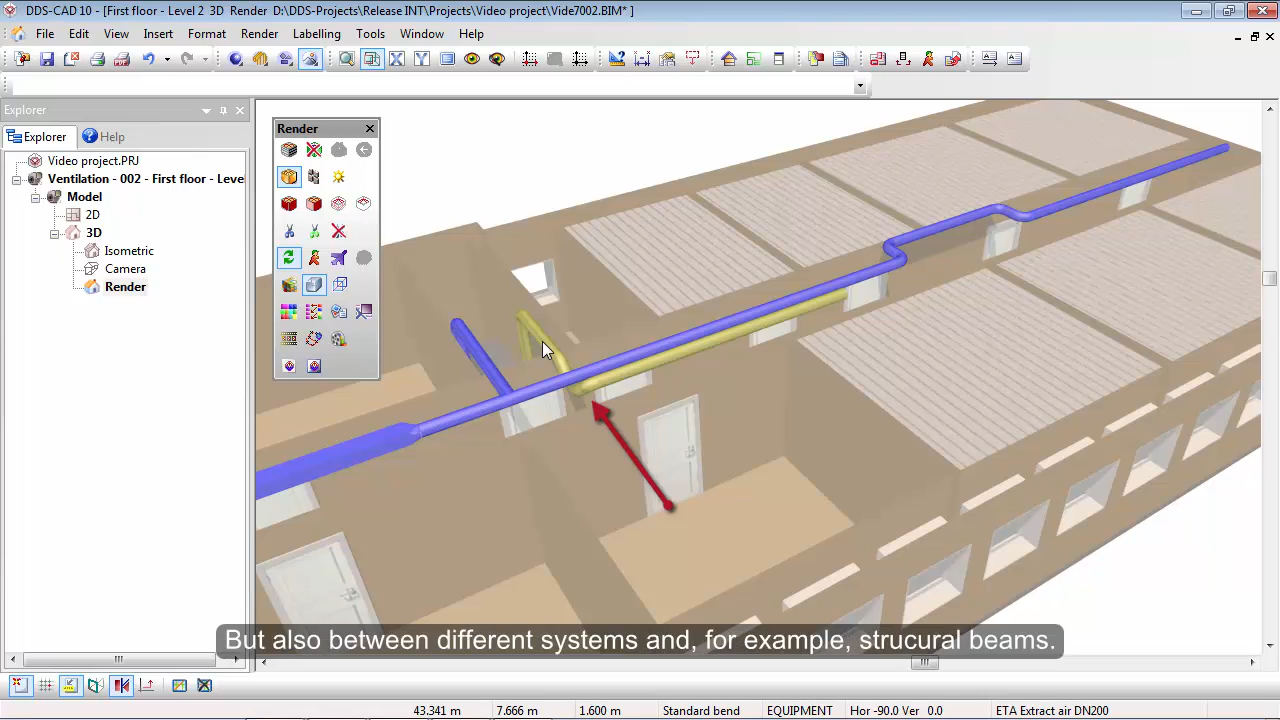 DDS-CAD 10 - [First floor - Level 2  3D  Render  D:\DDS-Projects\Release INT\Projects\Video project\Vide7002.BIM* ]
File Edit View Insert Format Render Labelling Tools Window Help
Explorer
Explorer Help
Video project.PRJ
Ventilation - 002 - First floor - Leve
Model
2D
3D
Isometric
Camera
Render
Render
But also between different systems and, for example, strucural beams.
43.341 m 7.666 m 1.600 m Standard bend EQUIPMENT Hor -90.0 Ver 0.0 ETA Extract air DN200